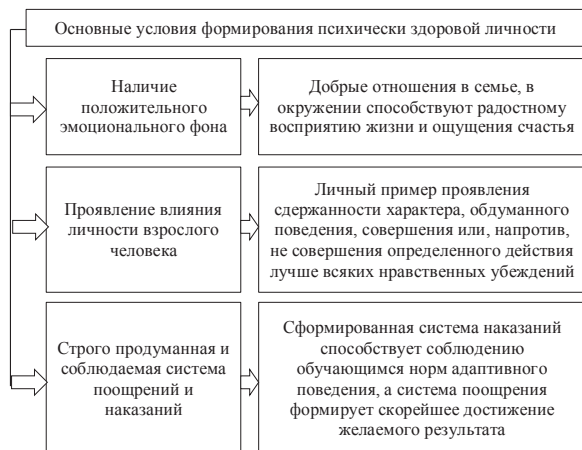 Основные условия формирования психически здоровой личности
Наличие
положительного
эмоционального фона
Добрые отношения в семье, в
окружении способствуют радостному
восприятию жизни и ощущения счастья
Проявление влияния
личности взрослого
человека
Личный пример проявления
сдержанности характера, обдуманного
поведения, совершения или, напротив,
не совершения определенного действия
лучше всяких нравственных убеждений
Строго продуманная и
соблюдаемая система
поощрений и
наказаний
Сформированная система наказаний
способствует соблюдению
обучающимся норм адаптивного
поведения, а система поощрения
формирует скорейшее достижение
желаемого результата